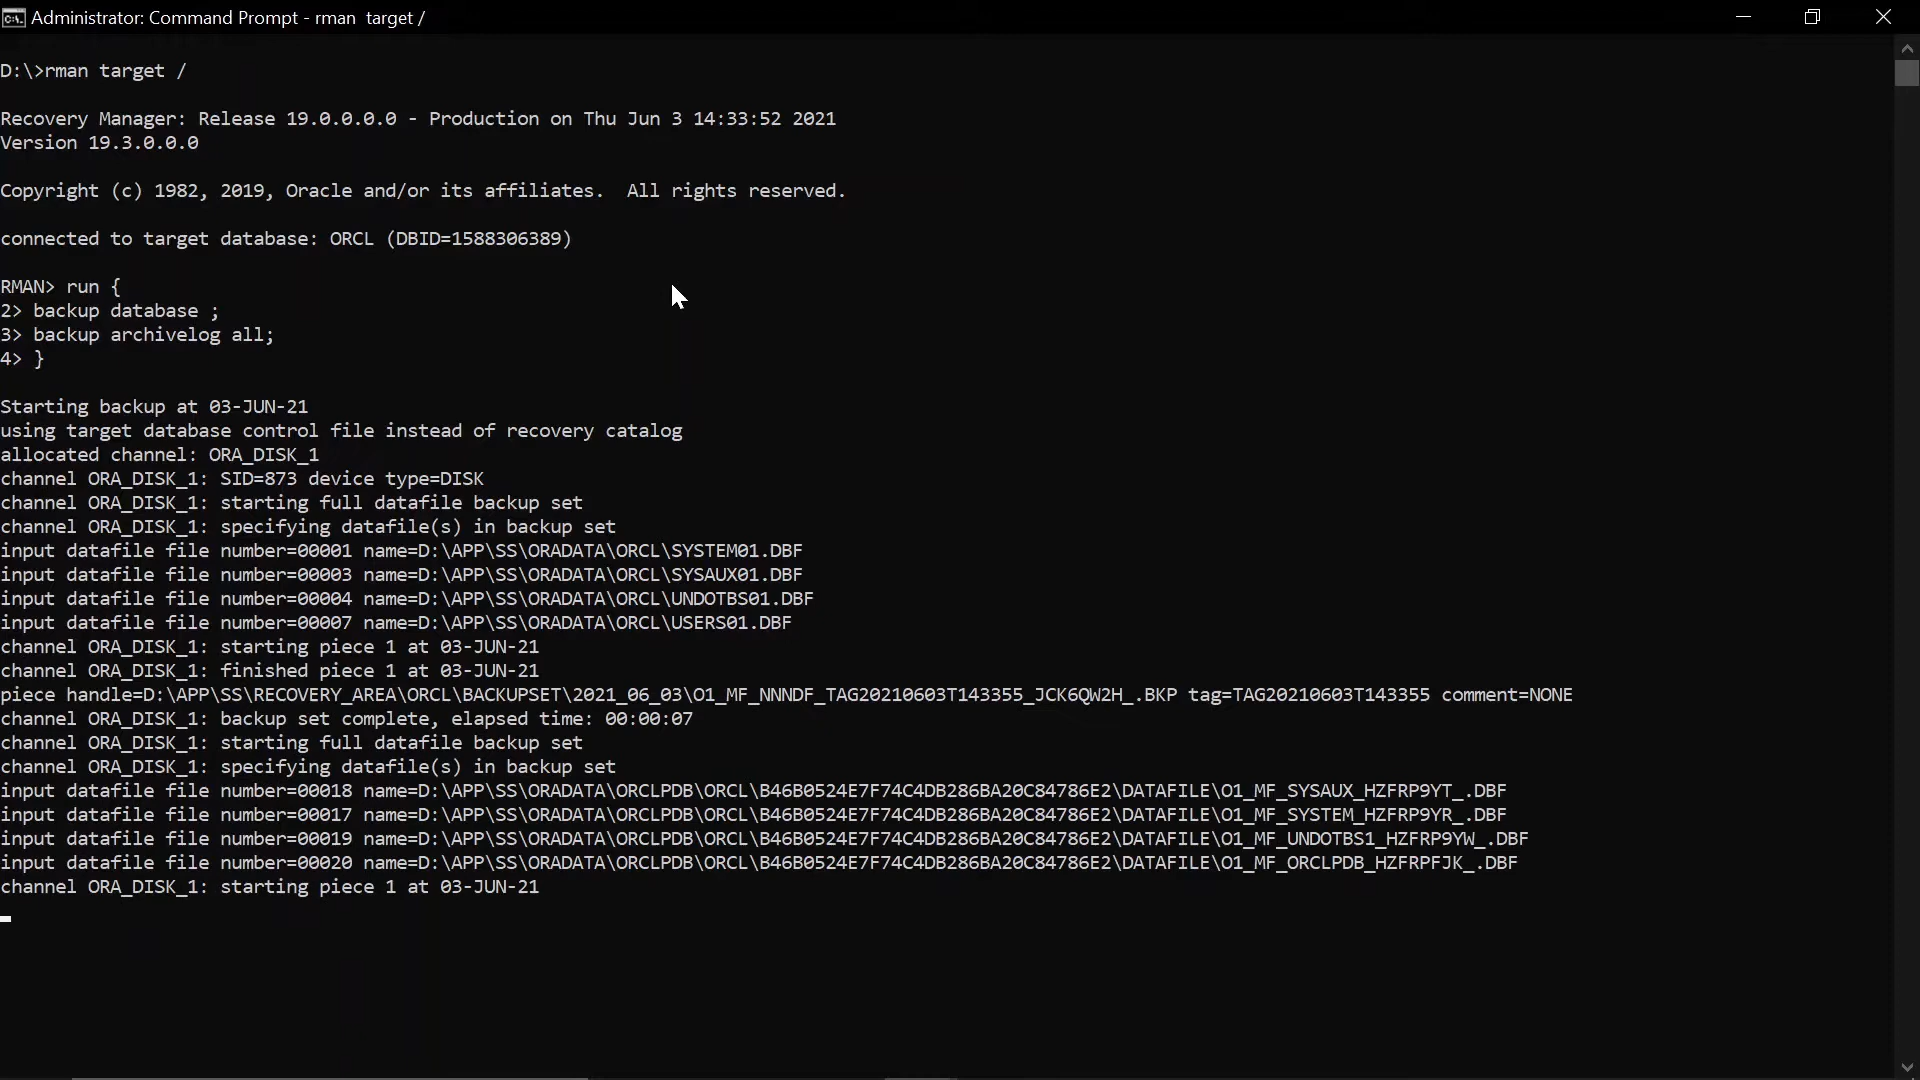 Administrator: Command Prompt - rman  target /
D:\>rman target /
Recovery Manager: Release 19.0.0.0.0 - Production on Thu Jun 3 14:33:52 2021
Version 19.3.0.0.0
Copyright (c) 1982, 2019, Oracle and/or its affiliates.  All rights reserved.
connected to target database: ORCL (DBID=1588306389)
RMAN> run {
2> backup database ;
3> backup archivelog all;
4> }
Starting backup at 03-JUN-21
using target database control file instead of recovery catalog
allocated channel: ORA_DISK_1
channel ORA_DISK_1: SID=873 device type=DISK
channel ORA_DISK_1: starting full datafile backup set
channel ORA_DISK_1: specifying datafile(s) in backup set
input datafile file number=00001 name=D:\APP\SS\ORADATA\ORCL\SYSTEM01.DBF
input datafile file number=00003 name=D:\APP\SS\ORADATA\ORCL\SYSAUX01.DBF
input datafile file number=00004 name=D:\APP\SS\ORADATA\ORCL\UNDOTBS01.DBF
input datafile file number=00007 name=D:\APP\SS\ORADATA\ORCL\USERS01.DBF
channel ORA_DISK_1: starting piece 1 at 03-JUN-21
channel ORA_DISK_1: finished piece 1 at 03-JUN-21
piece handle=D:\APP\SS\RECOVERY_AREA\ORCL\BACKUPSET\2021_06_03\O1_MF_NNNDF_TAG20210603T143355_JCK6QW2H_.BKP tag=TAG20210603T143355 comment=NONE
channel ORA_DISK_1: backup set complete, elapsed time: 00:00:07
channel ORA_DISK_1: starting full datafile backup set
channel ORA_DISK_1: specifying datafile(s) in backup set
input datafile file number=00018 name=D:\APP\SS\ORADATA\ORCLPDB\ORCL\B46B0524E7F74C4DB286BA20C84786E2\DATAFILE\O1_MF_SYSAUX_HZFRP9YT_.DBF
input datafile file number=00017 name=D:\APP\SS\ORADATA\ORCLPDB\ORCL\B46B0524E7F74C4DB286BA20C84786E2\DATAFILE\O1_MF_SYSTEM_HZFRP9YR_.DBF
input datafile file number=00019 name=D:\APP\SS\ORADATA\ORCLPDB\ORCL\B46B0524E7F74C4DB286BA20C84786E2\DATAFILE\O1_MF_UNDOTBS1_HZFRP9YW_.DBF
input datafile file number=00020 name=D:\APP\SS\ORADATA\ORCLPDB\ORCL\B46B0524E7F74C4DB286BA20C84786E2\DATAFILE\O1_MF_ORCLPDB_HZFRPFJK_.DBF
channel ORA_DISK_1: starting piece 1 at 03-JUN-21